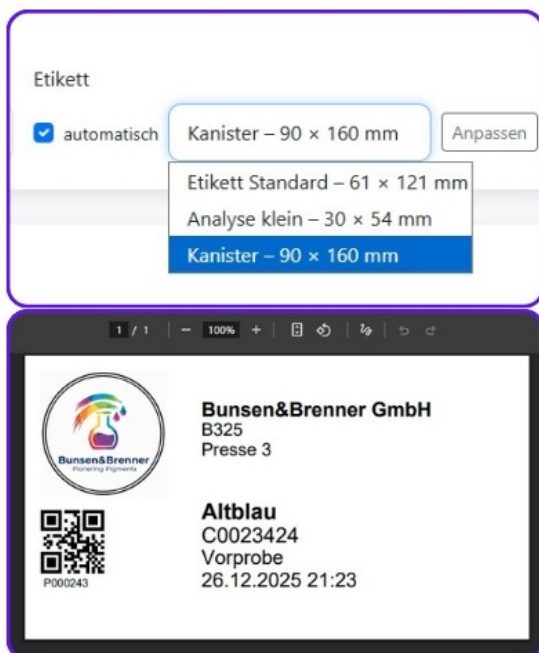 Etikett
automatisch
Kanister – 90 × 160 mm
Anpassen
Etikett Standard – 61 × 121 mm
Analyse klein – 30 × 54 mm
Kanister – 90 × 160 mm
1 / 1 — 100% +
Bunsen&Brenner
Pionering Pigments
P000243
Bunsen&Brenner GmbH
B325
Presse 3
Altblau
C0023424
Vorprobe
26.12.2025 21:23